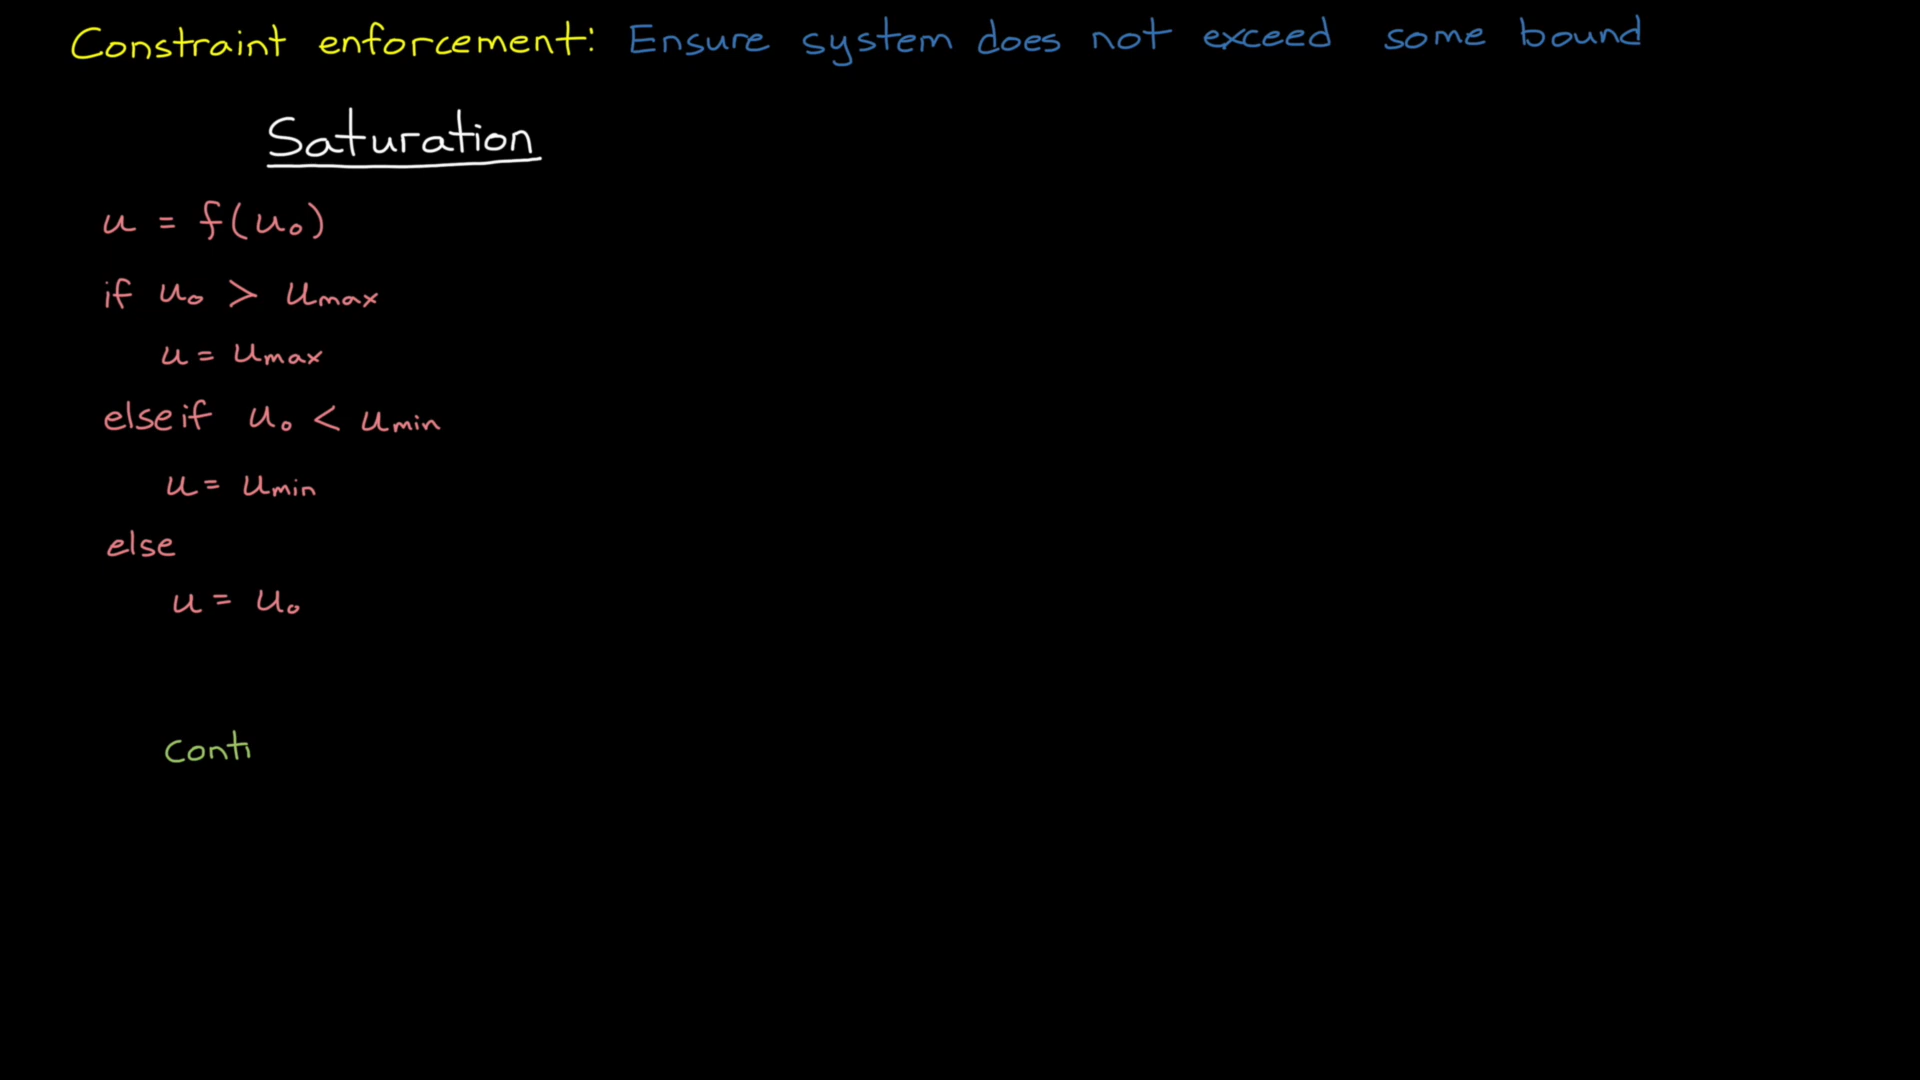 Constraint enforcement: Ensure system does not exceed some bound
Saturation
u = f(u₀)
if u₀ > umax
u = umax
elseif u₀ < umin
u = umin
else
u = u₀
conti